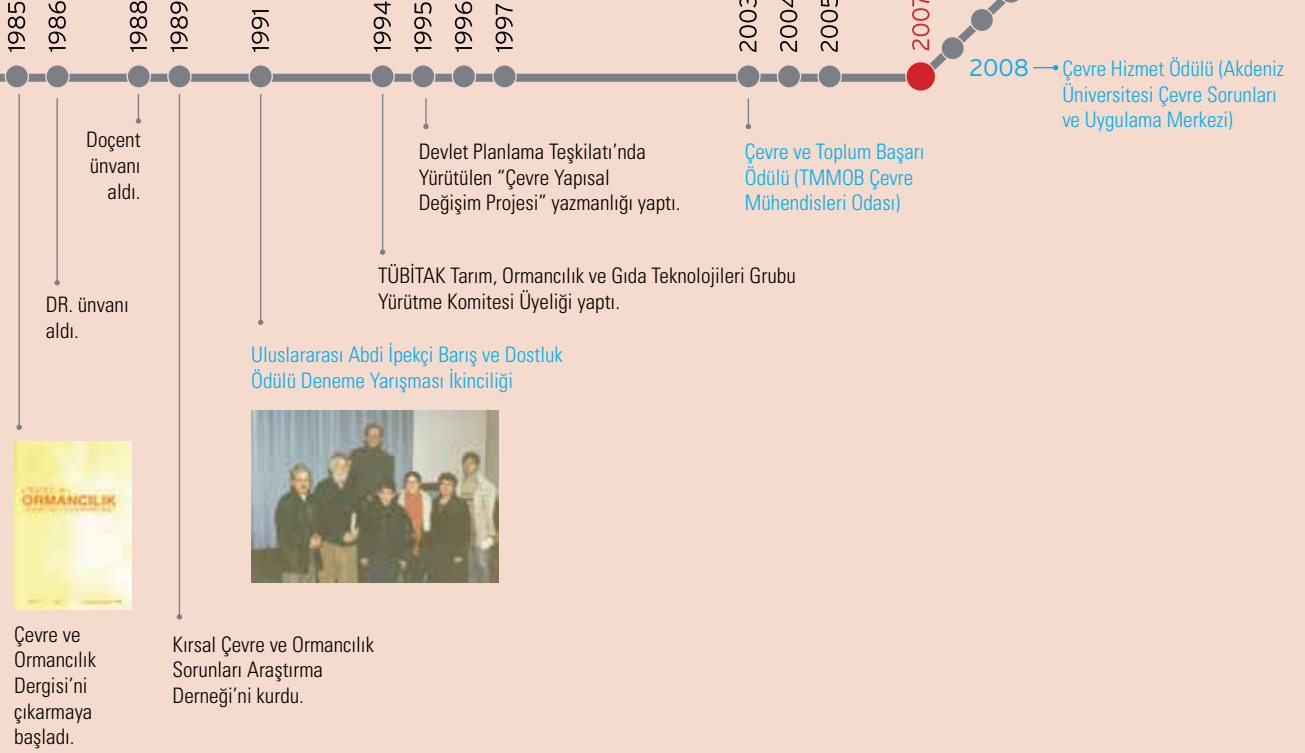 1985
1986
1988
1989
1991
1994
1995
1996
1997
2003
2004
2005
2007
2008
Çevre Hizmet Ödülü (Akdeniz
Üniversitesi Çevre Sorunları
ve Uygulama Merkezi)
Doçent
ünvanı
aldı.
Devlet Planlama Teşkilatı’nda
Yürütülen “Çevre Yapısal
Değişim Projesi” yazmanlığı yaptı.
Çevre ve Toplum Başarı
Ödülü (TMMOB Çevre
Mühendisleri Odası)
DR. ünvanı
aldı.
TÜBİTAK Tarım, Ormancılık ve Gıda Teknolojileri Grubu
Yürütme Komitesi Üyeliği yaptı.
Uluslararası Abdi İpekçi Barış ve Dostluk
Ödülü Deneme Yarışması İkinciliği
ORMANCILIK
Çevre ve
Ormancılık
Dergisi’ni
çıkarmaya
başladı.
Kırsal Çevre ve Ormancılık
Sorunları Araştırma
Derneği’ni kurdu.